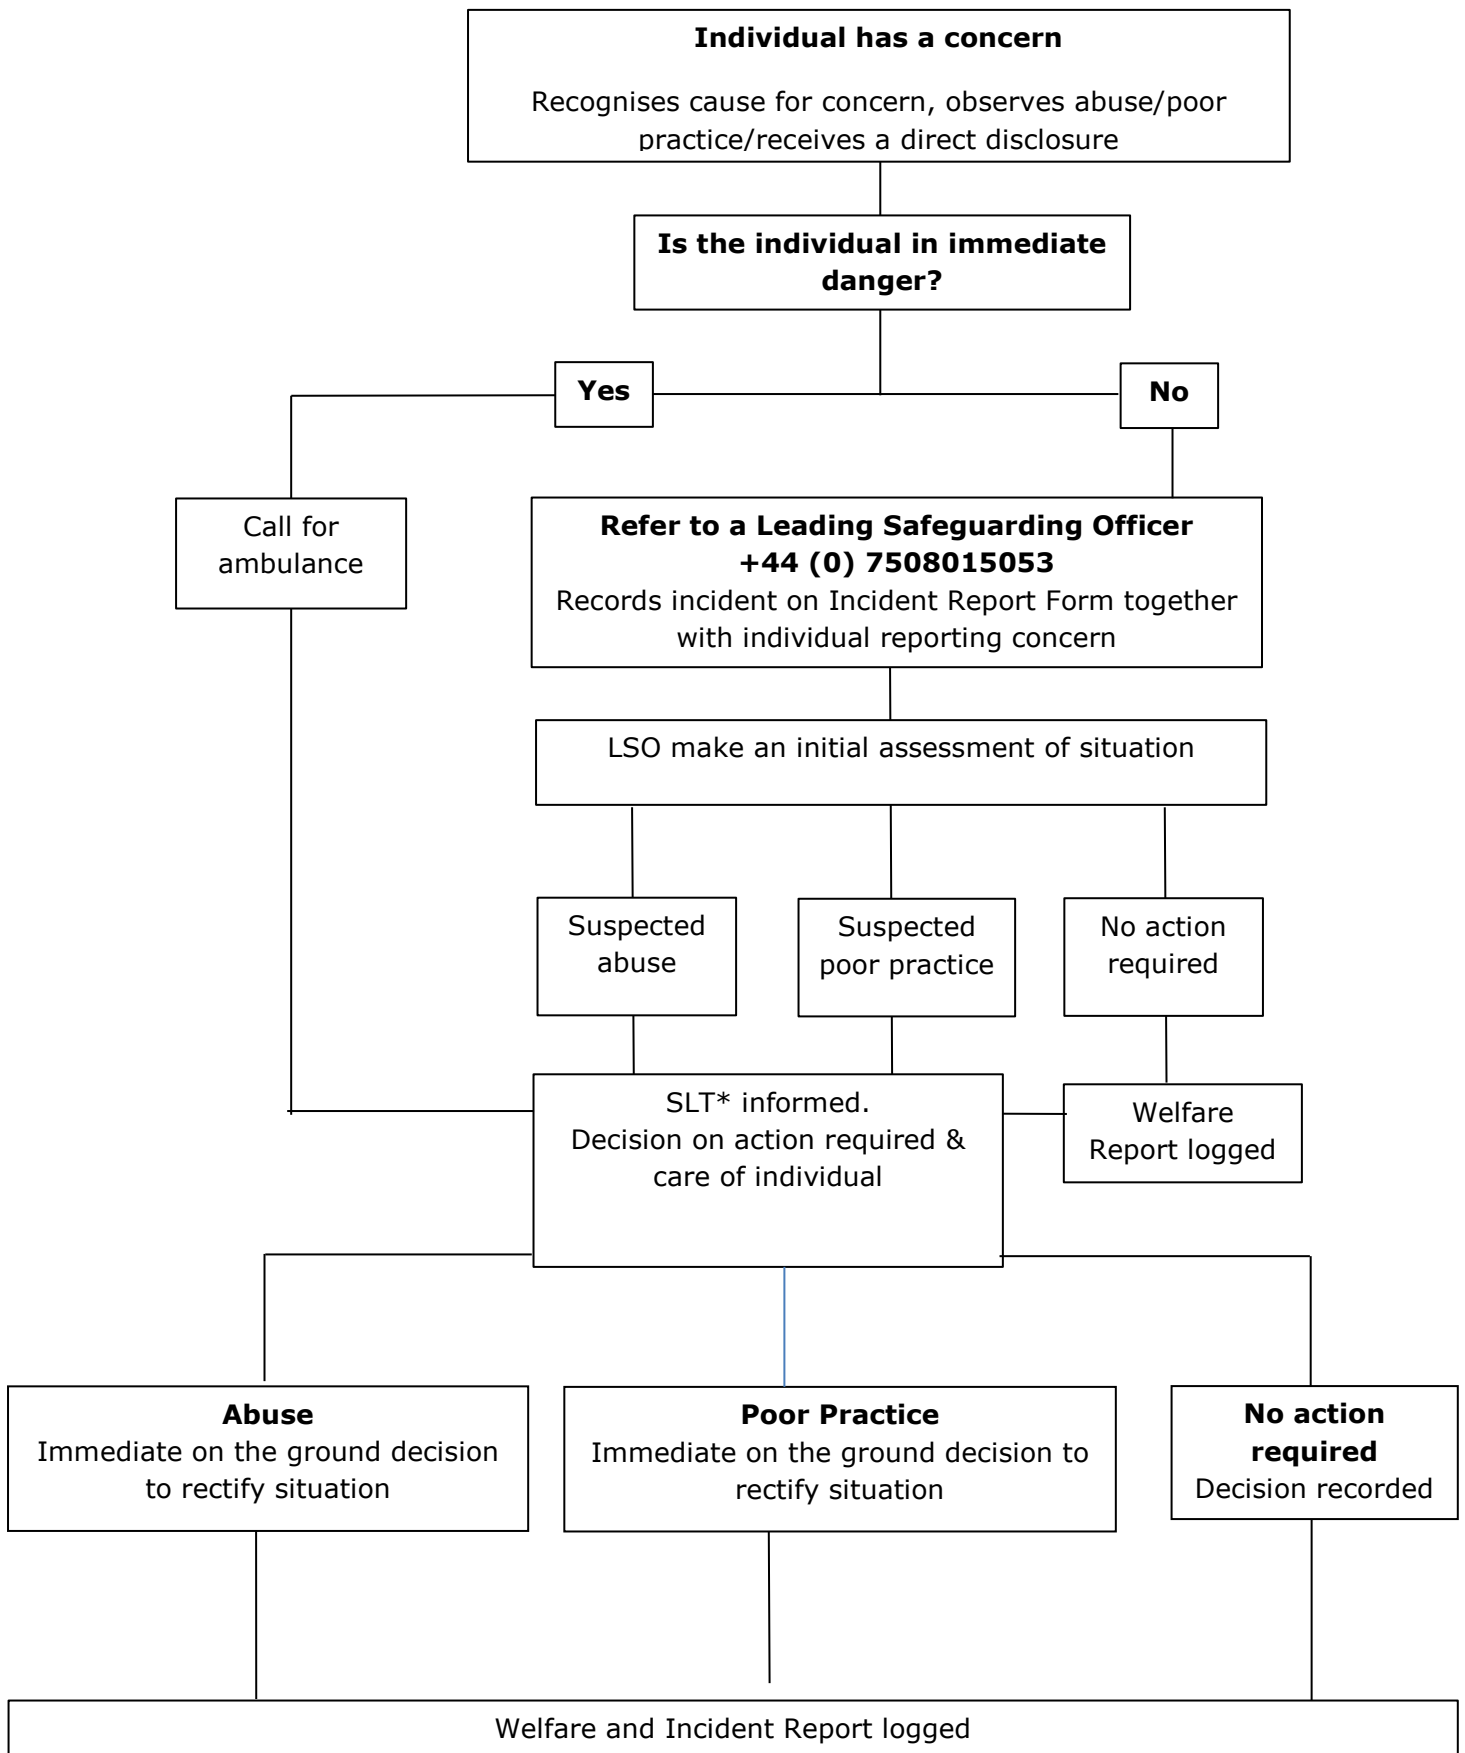 Individual has a concern
Recognises cause for concern, observes abuse/poor
practice/receives a direct disclosure
Is the individual in immediate
danger?
Yes
No
Call for
ambulance
Refer to a Leading Safeguarding Officer
+44 (0) 7508015053
Records incident on Incident Report Form together
with individual reporting concern
LSO make an initial assessment of situation
Suspected
abuse
Suspected
poor practice
No action
required
SLT* informed.
Decision on action required &
care of individual
Welfare
Report logged
Abuse
Immediate on the ground decision
to rectify situation
Poor Practice
Immediate on the ground decision to
rectify situation
No action
required
Decision recorded
Welfare and Incident Report logged